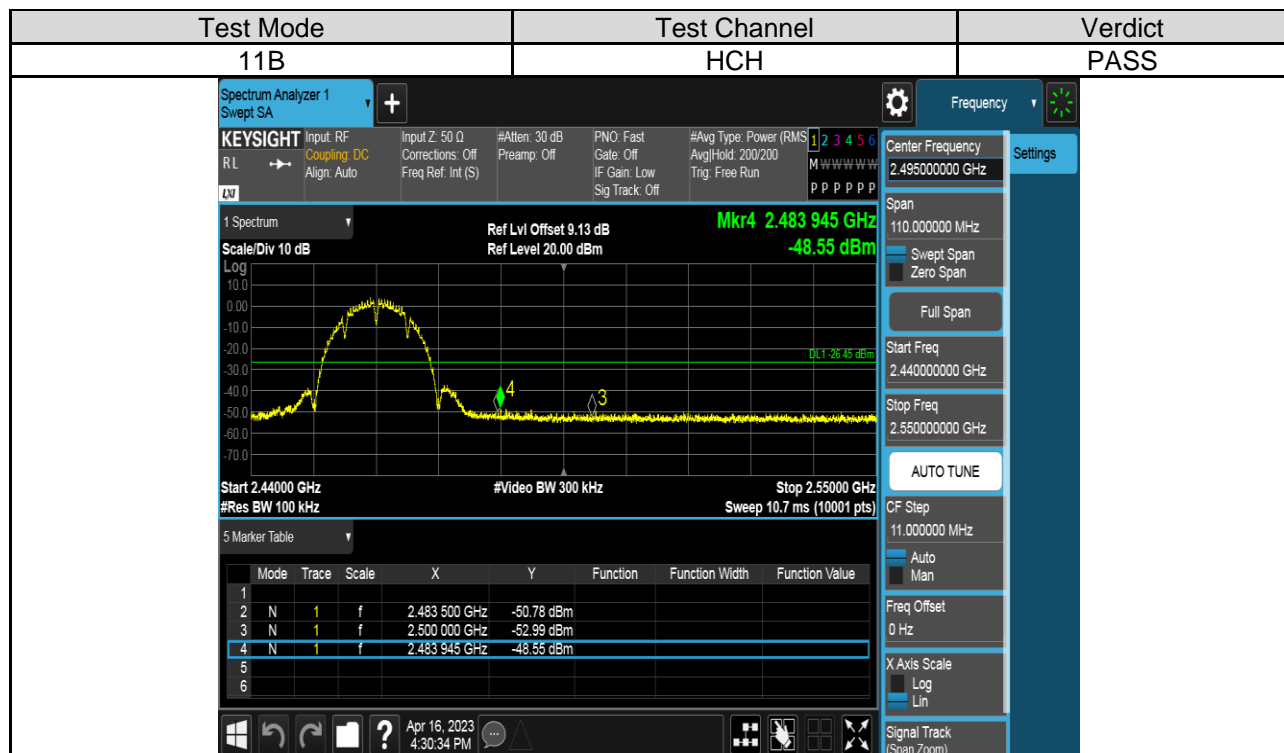 Test Mode Test Channel Verdict
11B HCH PASS
Spectrum Analyzer 1
Swept SA
+
Frequency
KEYSIGHT
RL
LXI
Input: RF
Coupling: DC
Align: Auto
Input Z: 50 Ω
Corrections: Off
Freq Ref: Int (S)
#Atten: 30 dB
Preamp: Off
PNO: Fast
Gate: Off
IF Gain: Low
Sig Track: Off
#Avg Type: Power (RMS
Avg|Hold: 200/200
Trig: Free Run
1 2 3 4 5 6
M W W W W W
P P P P P P
1 Spectrum
Scale/Div 10 dB
Ref Lvl Offset 9.13 dB
Ref Level 20.00 dBm
Mkr4 2.483 945 GHz
-48.55 dBm
Log
10.0
0.00
-10.0
-20.0
-30.0
-40.0
-50.0
-60.0
-70.0
DL1 -26.45 dBm
4
3
Start 2.44000 GHz #Video BW 300 kHz Stop 2.55000 GHz
#Res BW 100 kHz Sweep 10.7 ms (10001 pts)
5 Marker Table
Mode Trace Scale X Y Function Function Width Function Value
1
2 N 1 f 2.483 500 GHz -50.78 dBm
3 N 1 f 2.500 000 GHz -52.99 dBm
4 N 1 f 2.483 945 GHz -48.55 dBm
5
6
?
Apr 16, 2023
4:30:34 PM
Center Frequency
2.495000000 GHz
Settings
Span
110.000000 MHz
Swept Span
Zero Span
Full Span
Start Freq
2.440000000 GHz
Stop Freq
2.550000000 GHz
AUTO TUNE
CF Step
11.000000 MHz
Auto
Man
Freq Offset
0 Hz
X Axis Scale
Log
Lin
Signal Track
(Span Zoom)